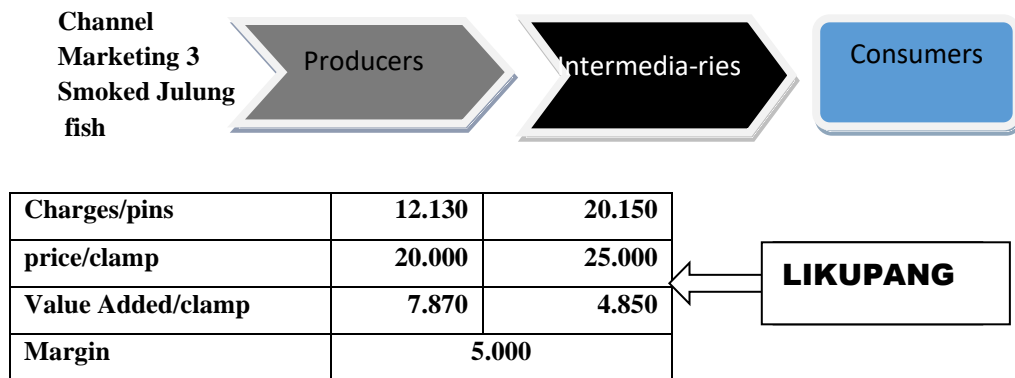 Channel
Marketing 3
Smoked Julung
fish
Producers
Intermedia-ries
Consumers
Charges/pins 12.130 20.150
price/clamp 20.000 25.000
Value Added/clamp 7.870 4.850
Margin 5.000
LIKUPANG